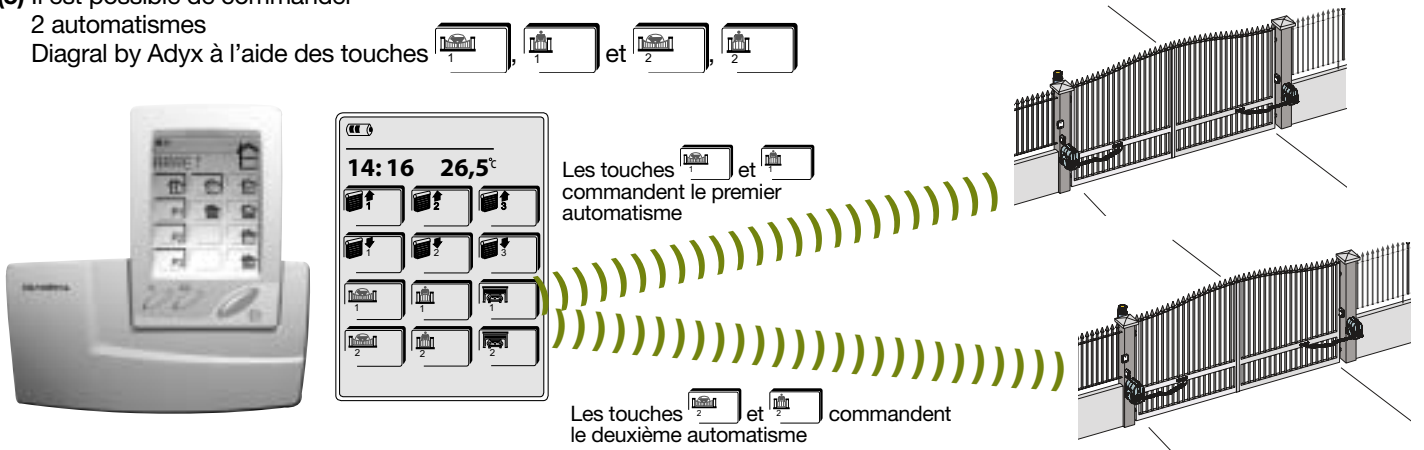 2 automatismes
Diagral by Adyx à l'aide des touches 1, 1 et 2, 2
14: 16 26,5°C
1 2 3
1 2 3
1 1 1
2 2 2
Les touches 1 et 1
commandent le premier
automatisme
Les touches 2 et 2 commandent
le deuxième automatisme